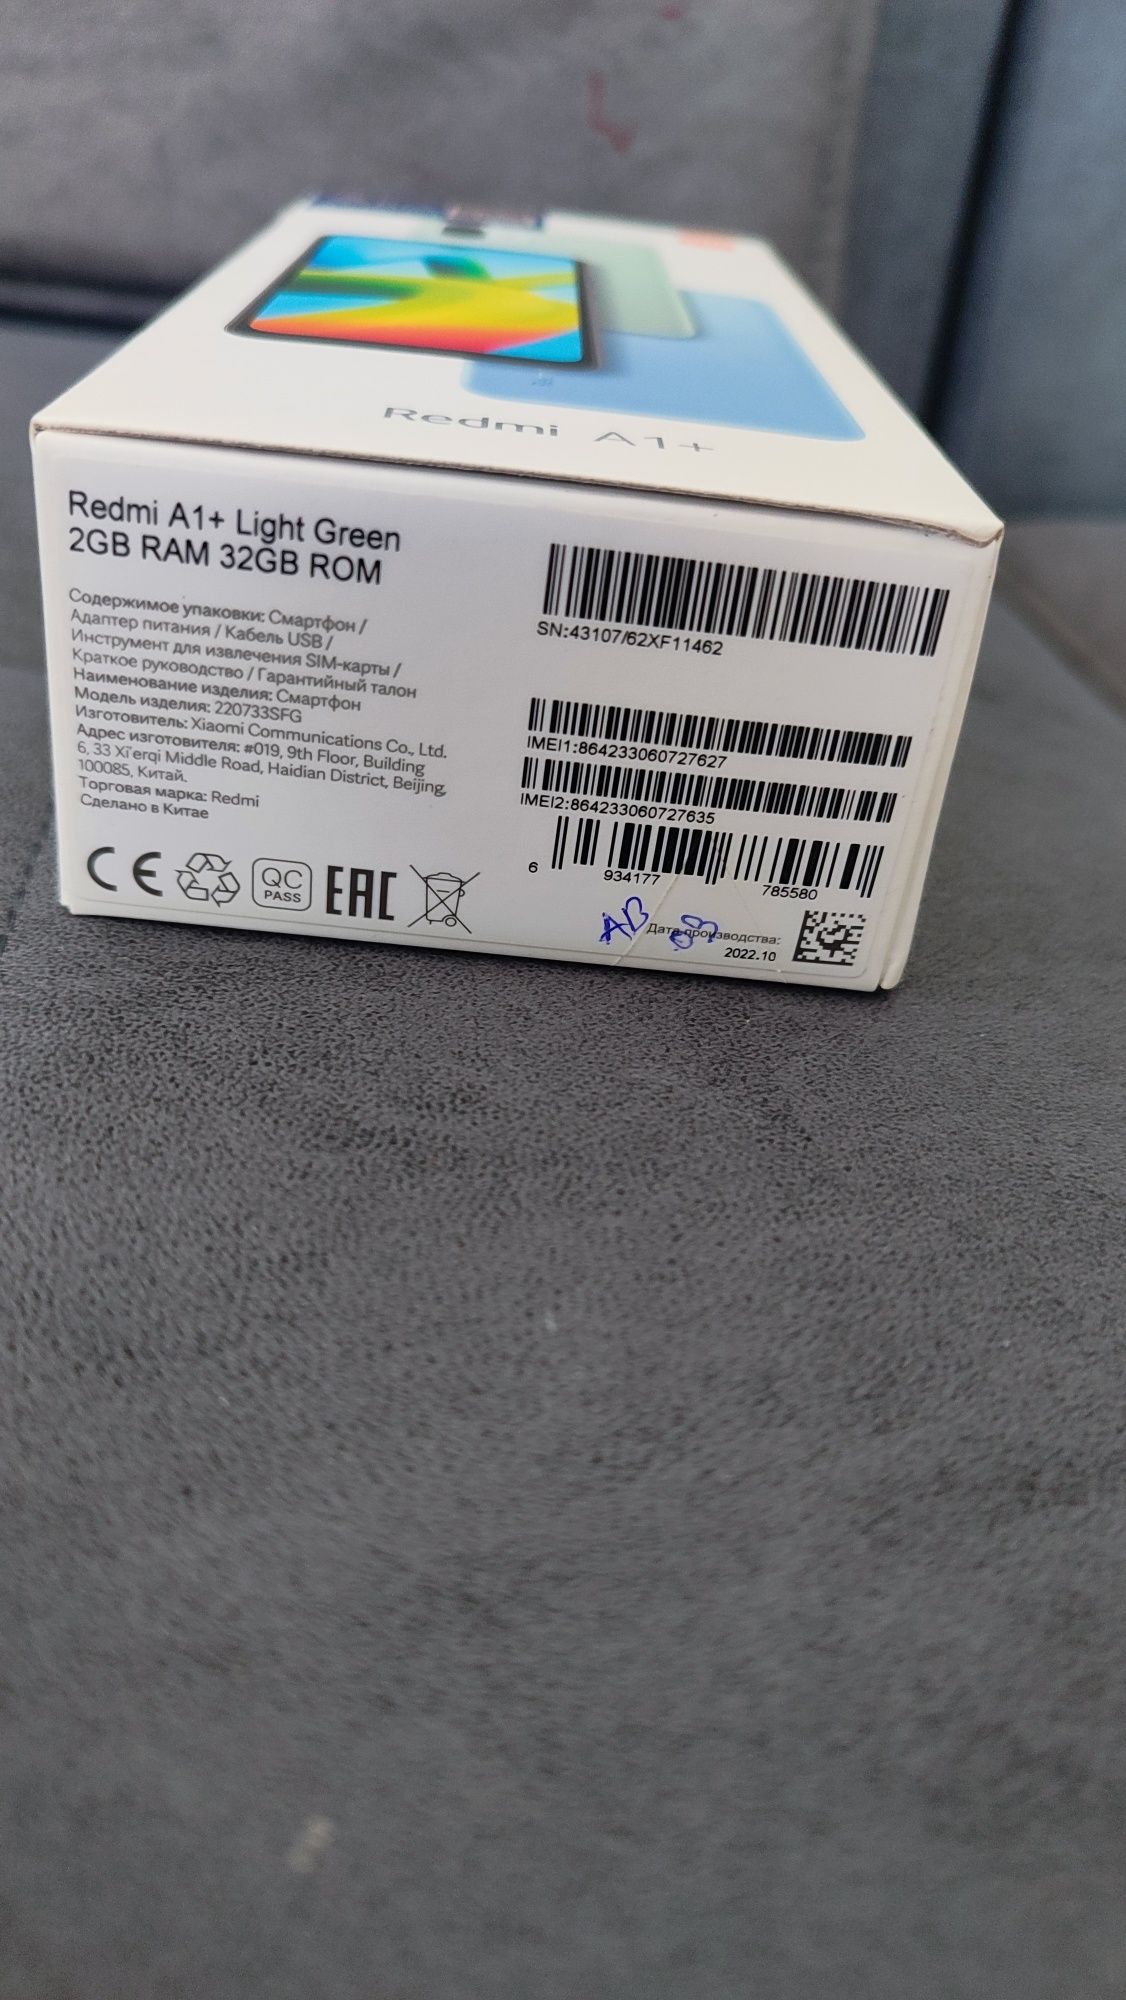 Redmi A1+
Redmi A1+ Light Green
2GB RAM 32GB ROM
Содержимое упаковки: Смартфон /
Адаптер питания / Кабель USB /
Инструмент для извлечения SIM-карты /
Краткое руководство / Гарантийный талон
Наименование изделия: Смартфон
Модель изделия: 220733SFG
Изготовитель: Xiaomi Communications Co., Ltd.
Адрес изготовителя: #019, 9th Floor, Building
6, 33 Xi'erqi Middle Road, Haidian District, Beijing,
100085, Китай.
Торговая марка: Redmi
Сделано в Китае
CE
QC
PASS
EAC
SN:43107/62XF11462
IMEI1:864233060727627
IMEI2:864233060727635
6 934177 785580
AB
Дата производства:
2022.10